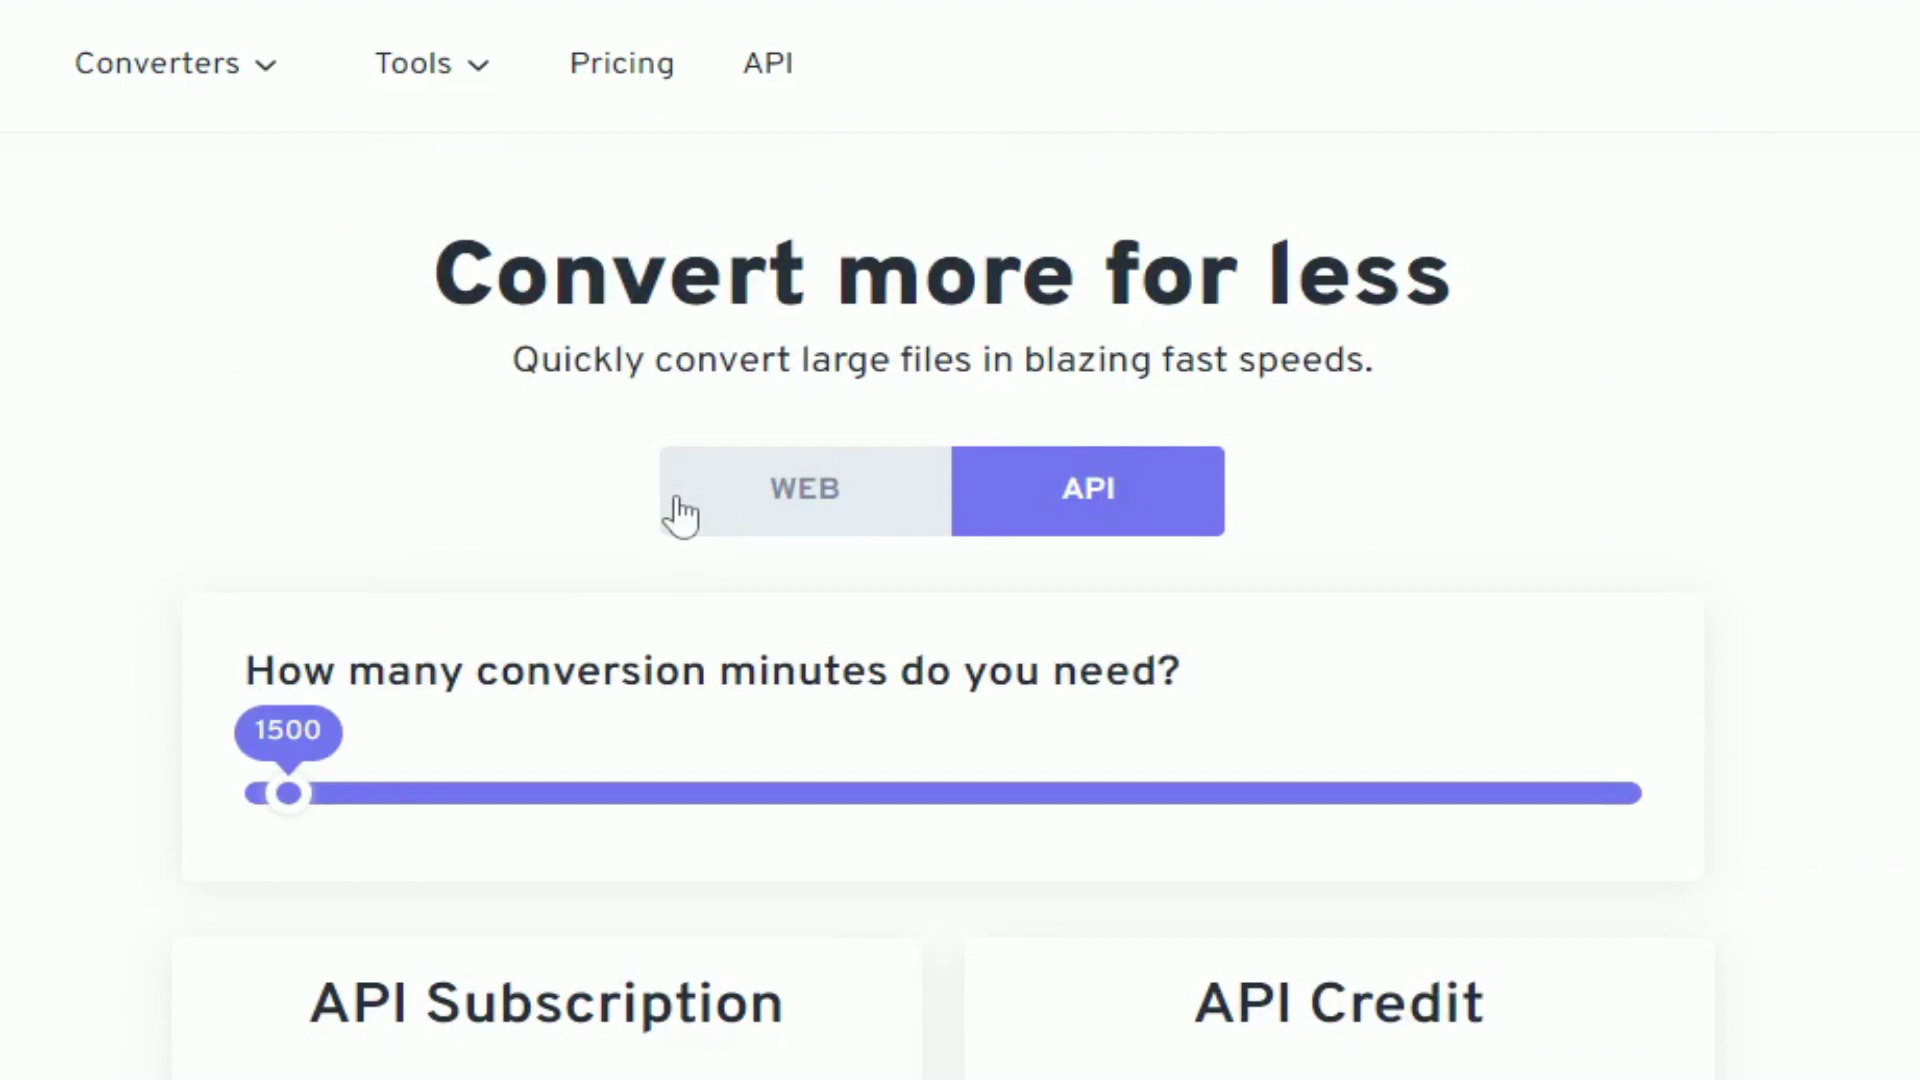 Converters
Tools
Pricing
API
Convert more for less
Quickly convert large files in blazing fast speeds.
WEB
API
How many conversion minutes do you need?
1500
API Subscription
API Credit